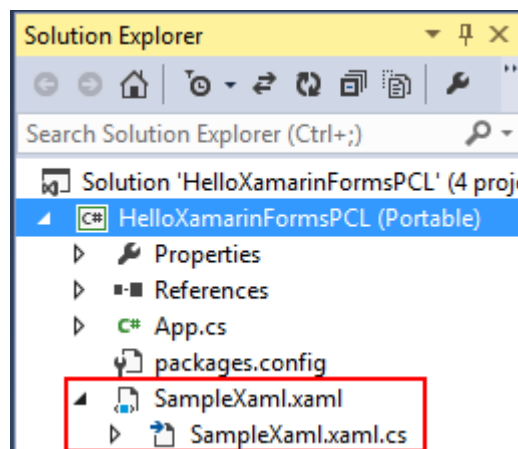 Solution Explorer
Search Solution Explorer (Ctrl+;)
Solution 'HelloXamarinFormsPCL' (4 proj
C# HelloXamarinFormsPCL (Portable)
Properties
References
C# App.cs
packages.config
SampleXaml.xaml
SampleXaml.xaml.cs